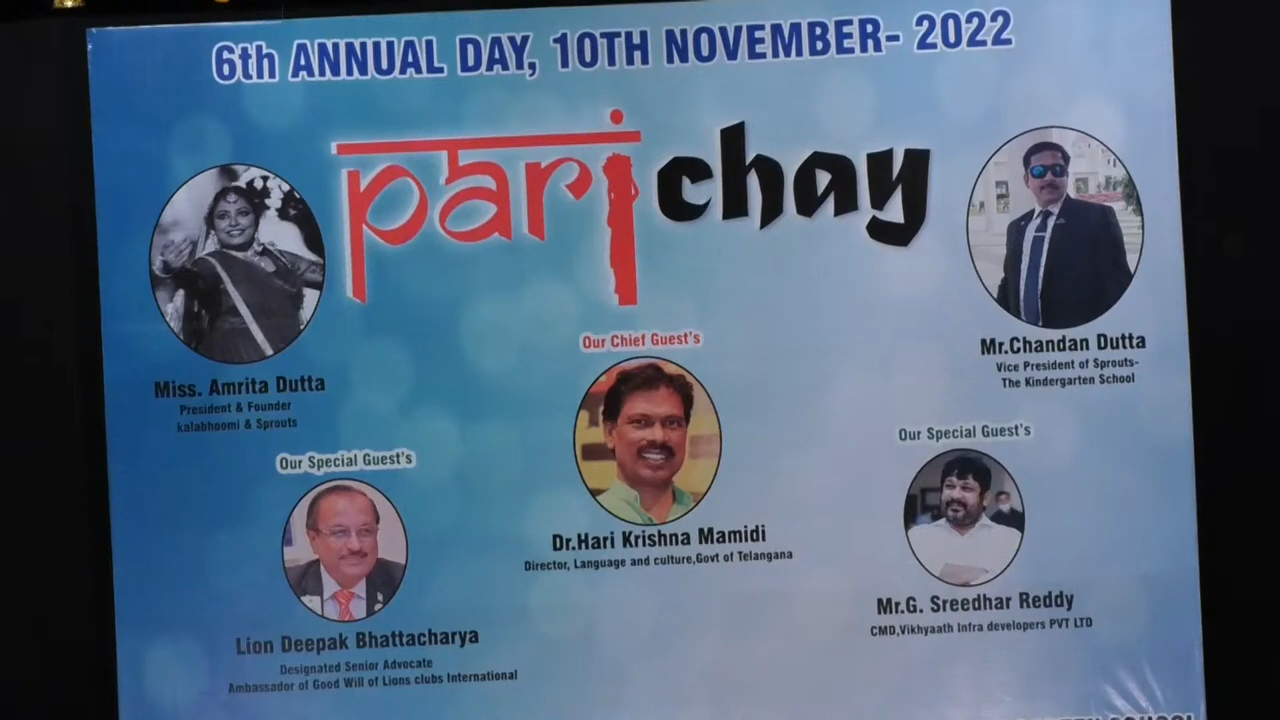 6th ANNUAL DAY, 10TH NOVEMBER- 2022
parichay
Miss. Amrita Dutta
President & Founder
kalabhoomi & Sprouts
Mr.Chandan Dutta
Vice President of Sprouts-
The Kindergarten School
Our Chief Guest's
Dr.Hari Krishna Mamidi
Director, Language and culture,Govt of Telangana
Our Special Guest's
Lion Deepak Bhattacharya
Designated Senior Advocate
Ambassador of Good Will of Lions clubs International
Our Special Guest's
Mr.G. Sreedhar Reddy
CMD,Vikhyaath Infra developers PVT LTD
SCHOOL